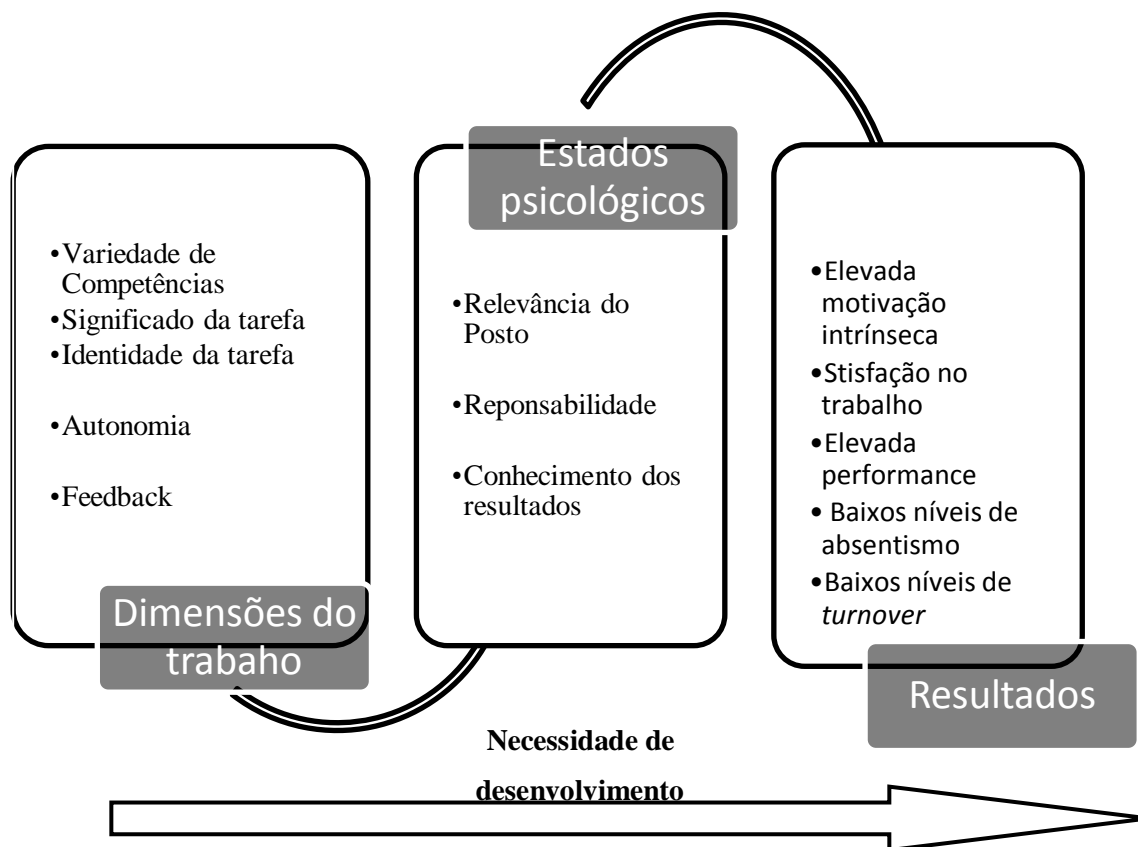 •Variedade de
Competências
•Significado da tarefa
•Identidade da tarefa
•Autonomia
•Feedback
Dimensões do
trabaho
Estados
psicológicos
•Relevância do
Posto
•Reponsabilidade
•Conhecimento dos
resultados
•Elevada
motivação
intrínseca
•Stisfação no
trabalho
•Elevada
performance
• Baixos níveis de
absentismo
•Baixos níveis de
turnover
Resultados
Necessidade de
desenvolvimento